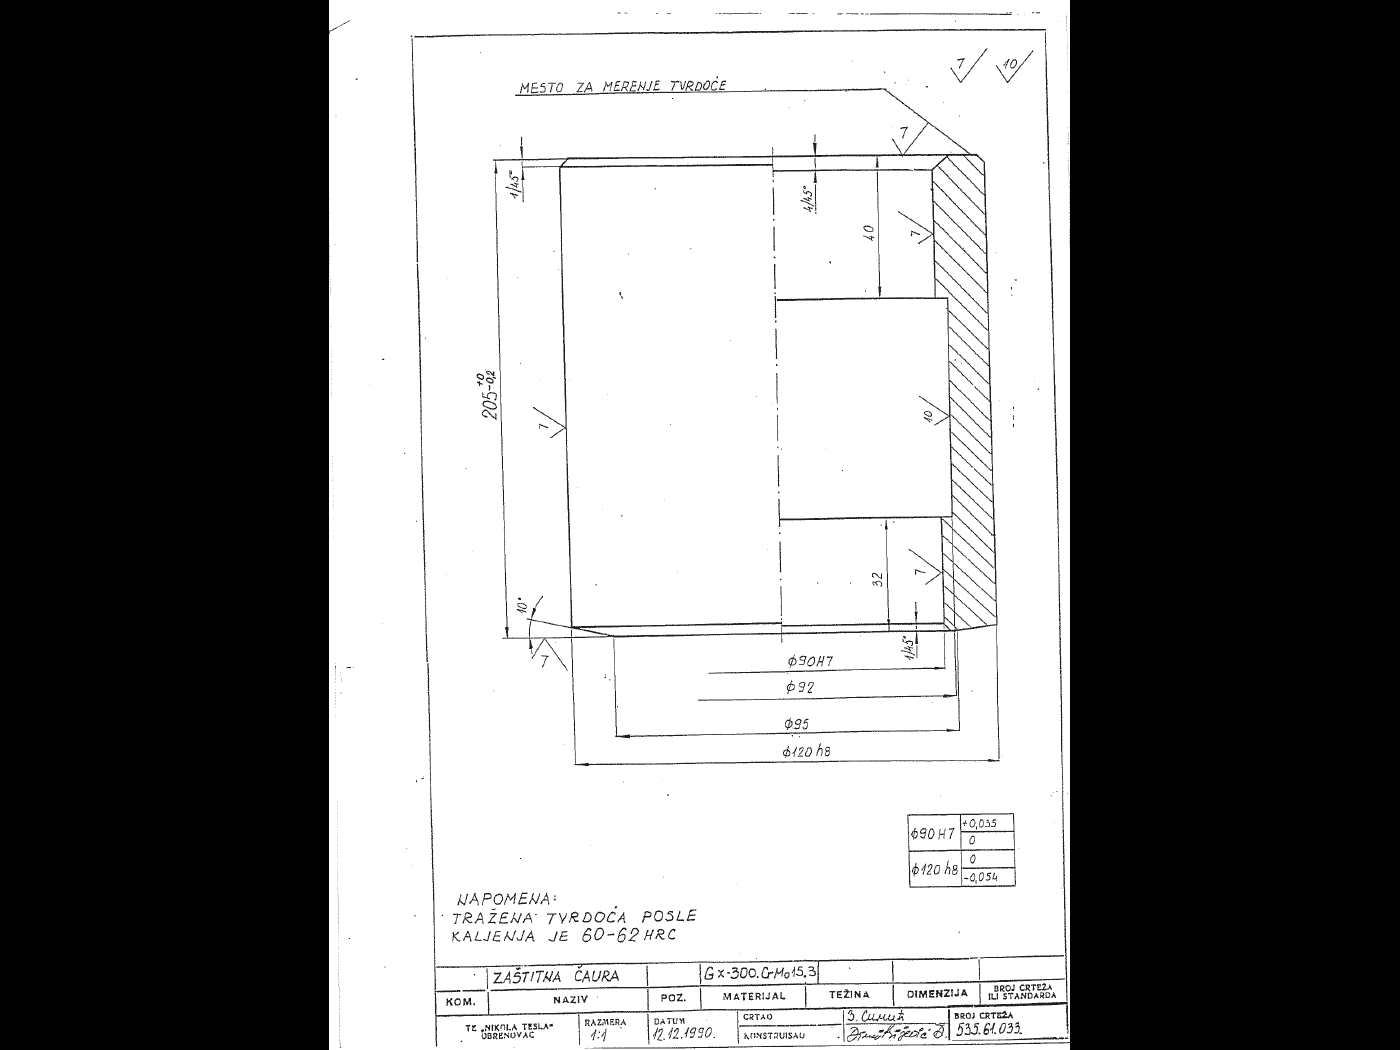 7 10
MESTO ZA MERENJE TVRDOĆE
7
1/45°
4/45°
40
7
205 +0 -0,2
7
10
32
7
10°
7
1/45°
ϕ90H7
ϕ92
ϕ95
ϕ120 h8
ϕ90H7 +0,035
0
ϕ120 h8 0
-0,054
NAPOMENA:
TRAŽENA TVRDOĆA POSLE
KALJENJA JE 60-62 HRC
ZAŠTITNA ČAURA GX-300.CrMo15.3
KOM. NAZIV POZ. MATERIJAL TEŽINA DIMENZIJA BROJ CRTEŽA
ILI STANDARDA
TE „NIKOLA TESLA"
OBRENOVAC
RAZMERA
1:1
DATUM
12.12.1990.
CRTAO З. Симић
KONSTRUISAO
BROJ CRTEŽA
535.61.033.